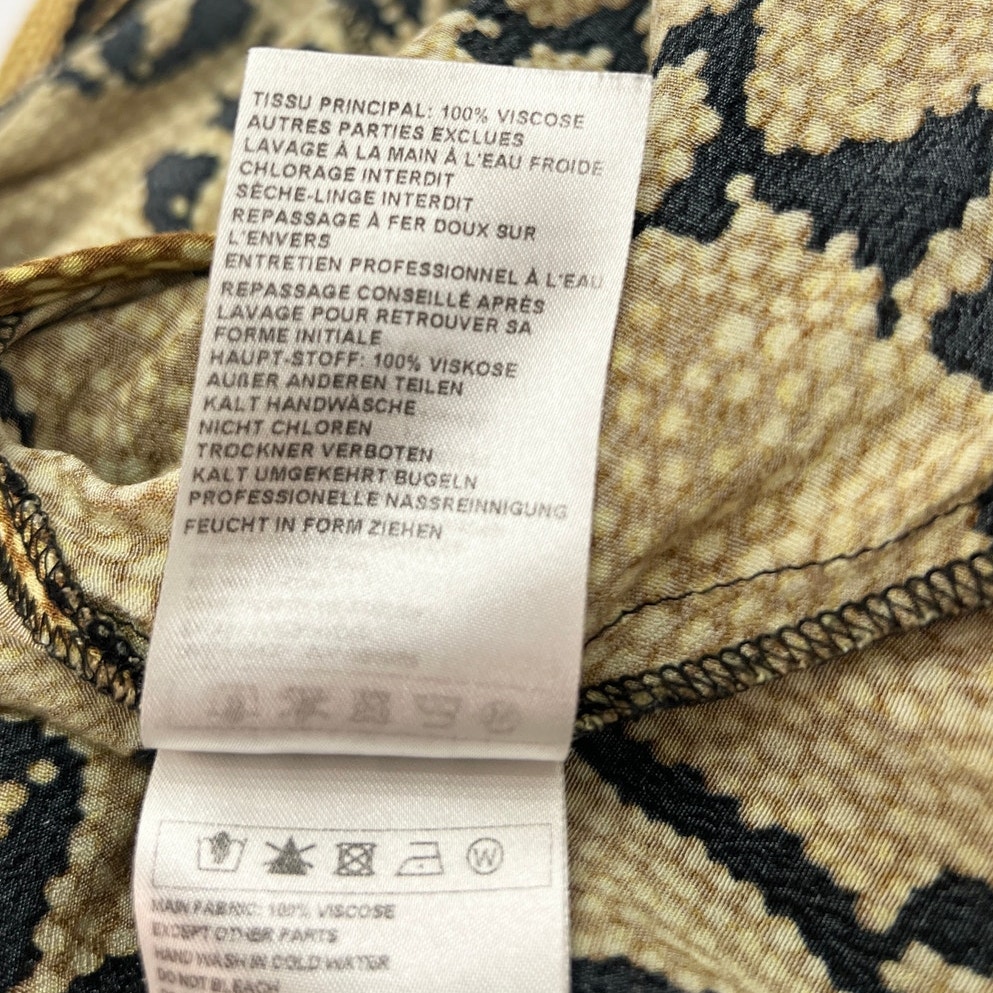 TISSU PRINCIPAL: 100% VISCOSE
AUTRES PARTIES EXCLUES
LAVAGE À LA MAIN À L'EAU FROIDE
CHLORAGE INTERDIT
SÈCHE-LINGE INTERDIT
REPASSAGE À FER DOUX SUR
L'ENVERS
ENTRETIEN PROFESSIONNEL À L'EAU
REPASSAGE CONSEILLÉ APRÈS
LAVAGE POUR RETROUVER SA
FORME INITIALE
HAUPT-STOFF: 100% VISKOSE
AUßER ANDEREN TEILEN
KALT HANDWÄSCHE
NICHT CHLOREN
TROCKNER VERBOTEN
KALT UMGEKEHRT BUGELN
PROFESSIONELLE NASSREINNIGUNG
FEUCHT IN FORM ZIEHEN
W
MAIN FABRIC: 100% VISCOSE
EXCEPT OTHER PARTS
HAND WASH IN COLD WATER
DO NOT BLEACH